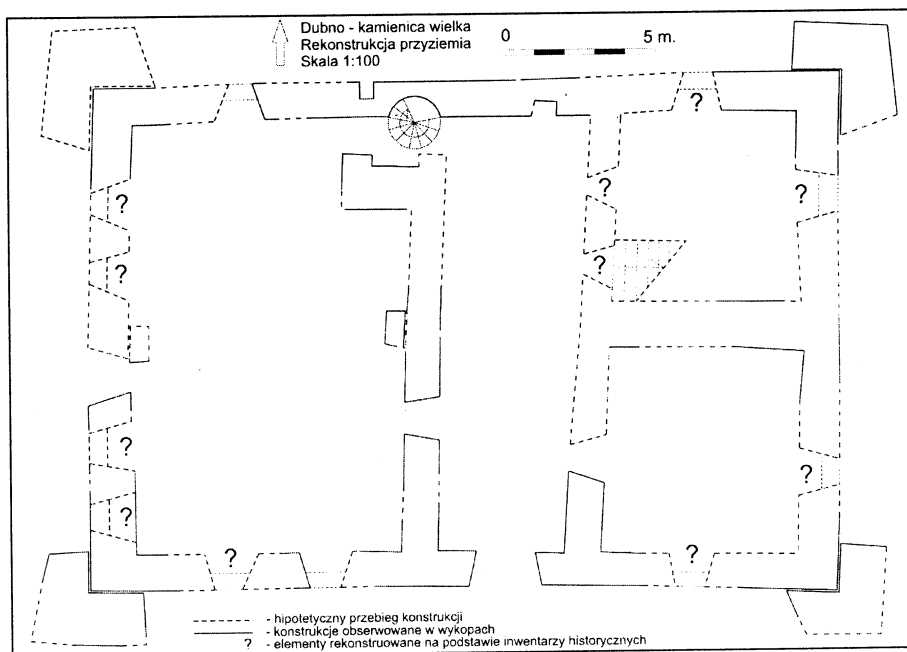 Dubno - kamienica wielka
Rekonstrukcja przyziemia
Skala 1:100
0 5 m.
?
?
?
?
?
?
?
?
?
?
?
- hipotetyczny przebieg konstrukcji
- konstrukcje obserwowane w wykopach
? - elementy rekonstruowane na podstawie inwentarzy historycznych